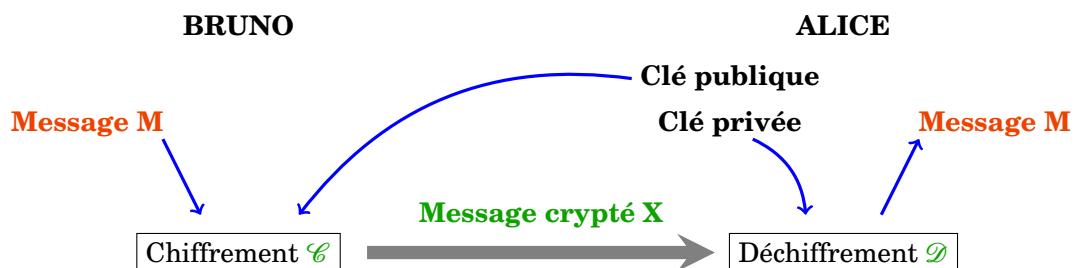 BRUNO ALICE
Clé publique
Message M Clé privée Message M
Message crypté X
Chiffrement 𝒞 Déchiffrement 𝒟